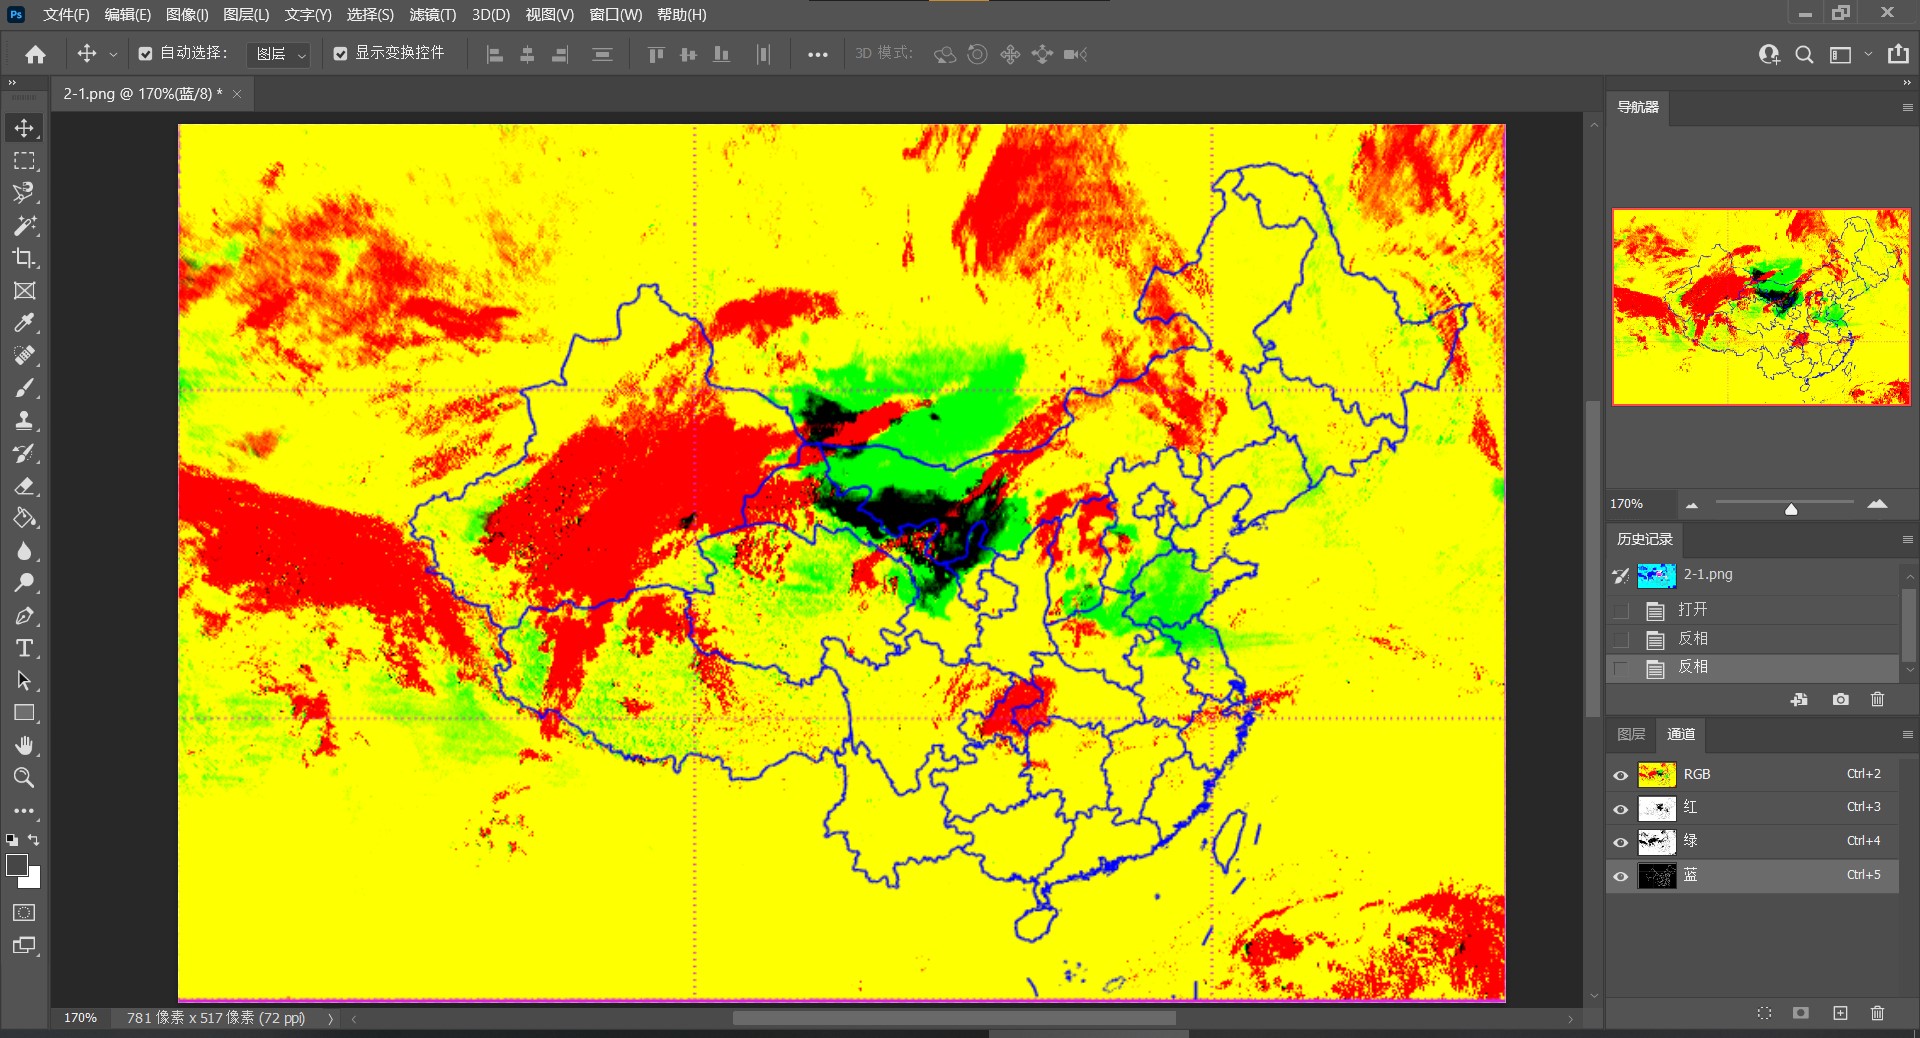 Ps 文件(F) 编辑(E) 图像(I) 图层(L) 文字(Y) 选择(S) 滤镜(T) 3D(D) 视图(V) 窗口(W) 帮助(H)
自动选择： 图层 显示变换控件 3D 模式：
2-1.png @ 170%(蓝/8) *
导航器
170%
历史记录
2-1.png
打开
反相
反相
图层 通道
RGB Ctrl+2
红 Ctrl+3
绿 Ctrl+4
蓝 Ctrl+5
170% 781 像素 x 517 像素 (72 ppi)